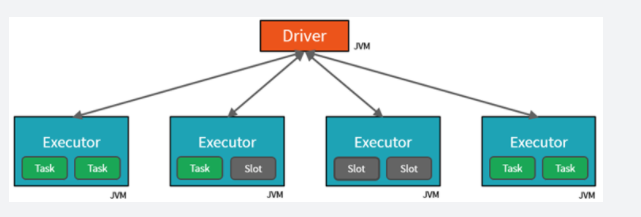 Driver
JVM
Executor Executor Executor Executor
Task Task Task Slot Slot Slot Task Task
JVM JVM JVM JVM